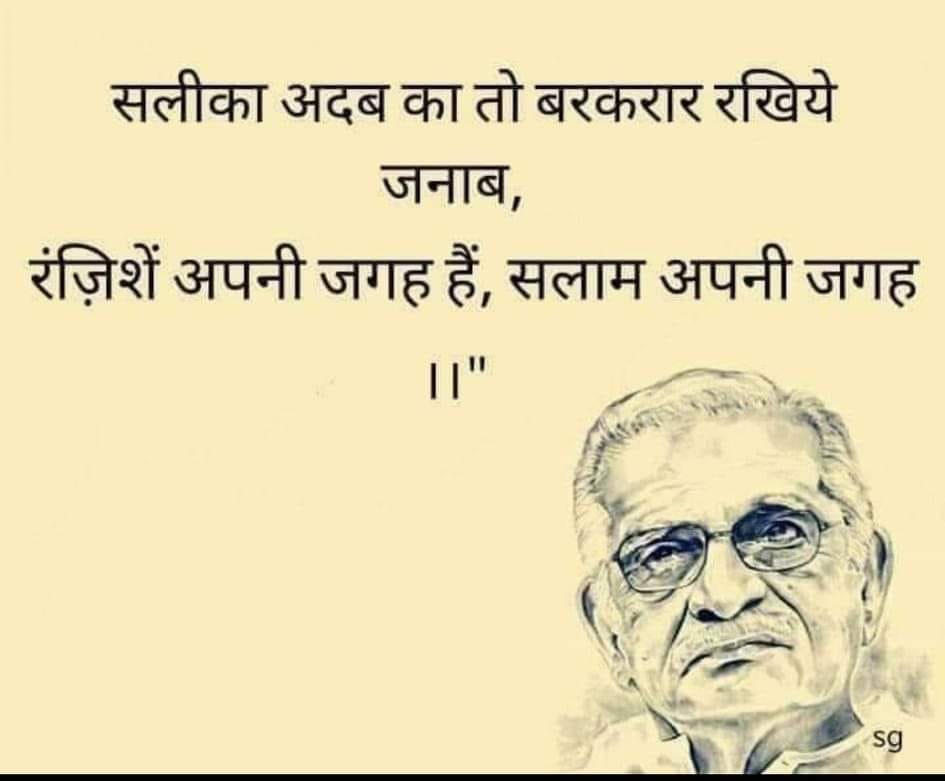 सलीका अदब का तो बरकरार रखिये
जनाब,
रंज़िशें अपनी जगह हैं, सलाम अपनी जगह
।।"
sg